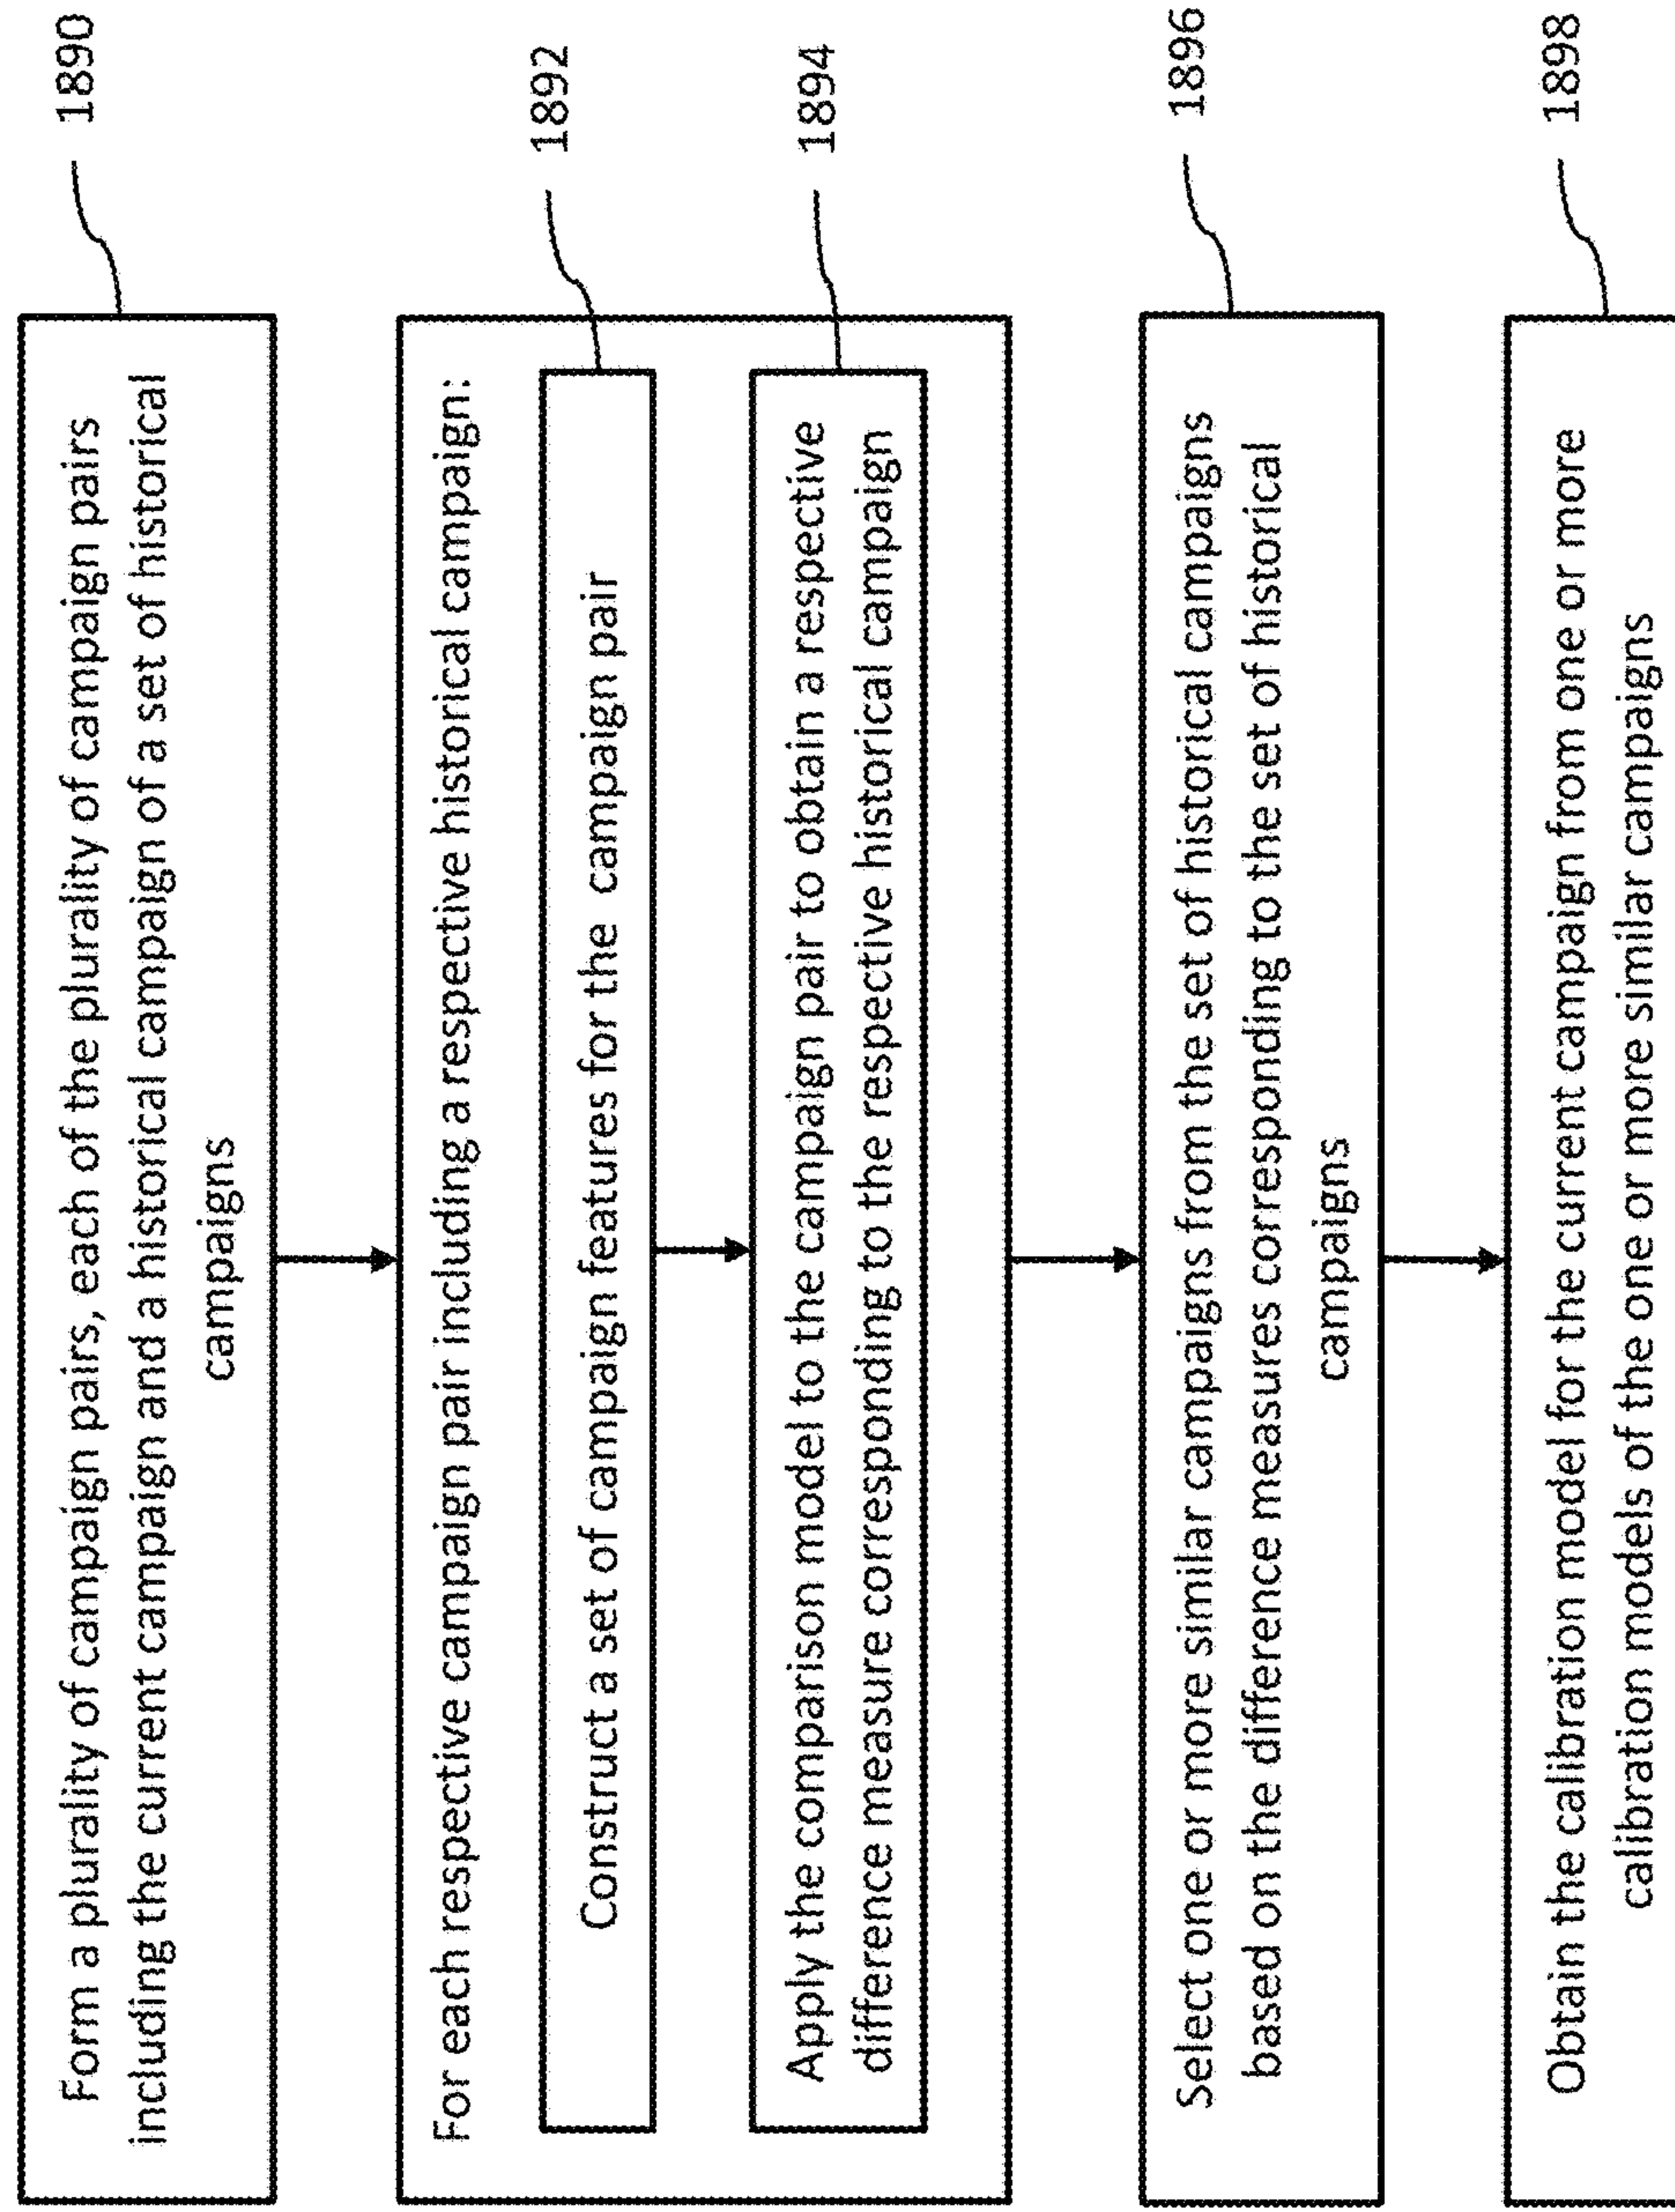 Form a plurality of campaign pairs, each of the plurality of campaign pairs
including the current campaign and a historical campaign of a set of historical
campaigns
1890
For each respective campaign pair including a respective historical campaign:
Construct a set of campaign features for the campaign pair
1892
Apply the comparison model to the campaign pair to obtain a respective
difference measure corresponding to the respective historical campaign
1894
Select one or more similar campaigns from the set of historical campaigns
based on the difference measures corresponding to the set of historical
campaigns
1896
Obtain the calibration model for the current campaign from one or more
calibration models of the one or more similar campaigns
1898